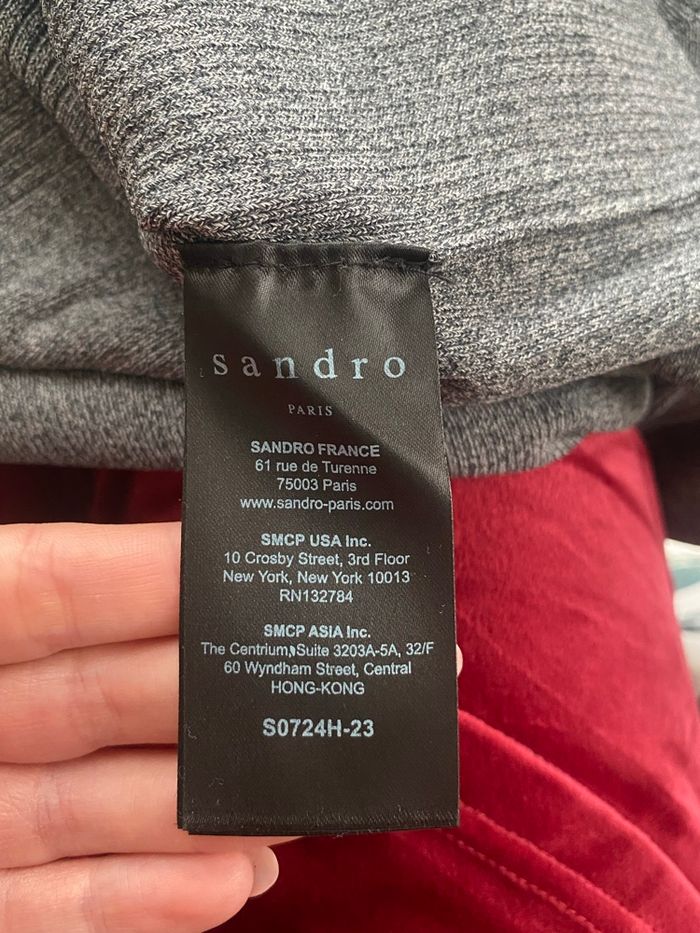 sandro
PARIS
SANDRO FRANCE
61 rue de Turenne
75003 Paris
www.sandro-paris.com
SMCP USA Inc.
10 Crosby Street, 3rd Floor
New York, New York 10013
RN132784
SMCP ASIA Inc.
The Centrium, Suite 3203A-5A, 32/F
60 Wyndham Street, Central
HONG-KONG
S0724H-23